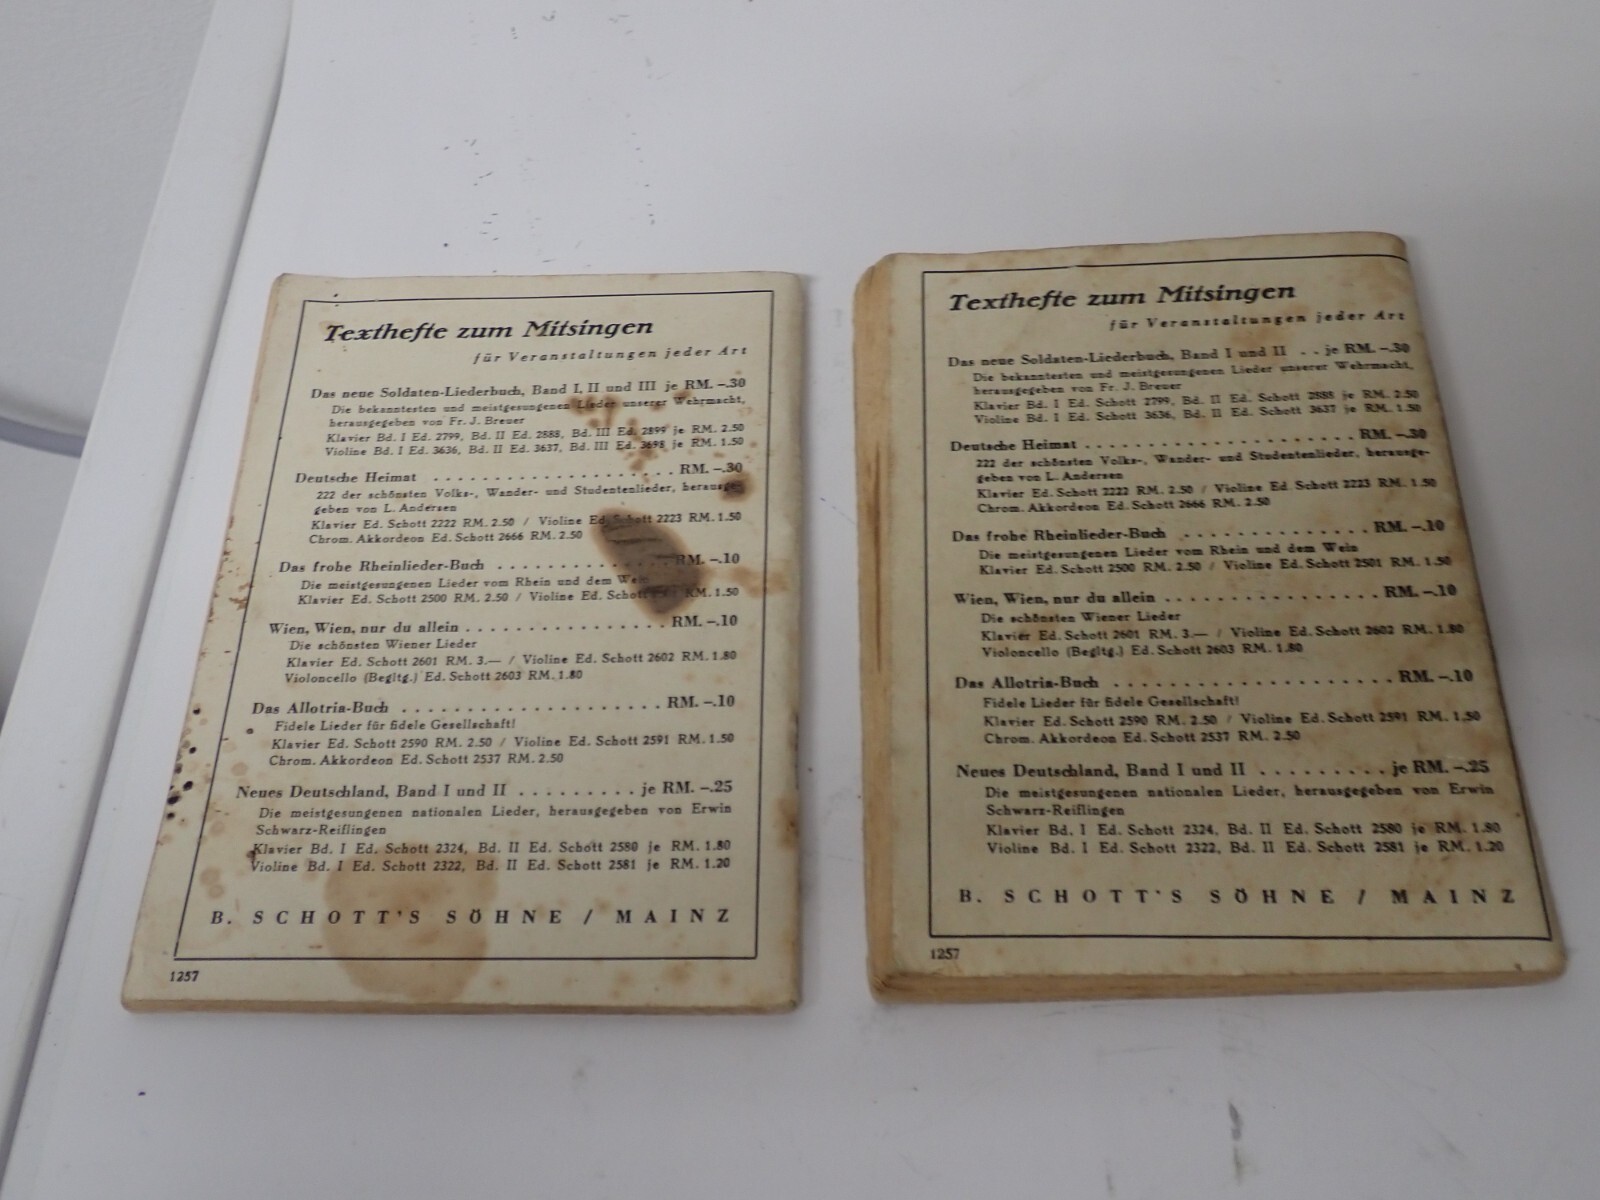 Texthefte zum Mitsingen
für Veranstaltungen jeder Art
Das neue Soldaten-Liederbuch, Band I, II und III je RM. -.30
Die bekanntesten und meistgesungenen Lieder unserer Wehrmacht,
herausgegeben von Fr. J. Breuer
Klavier Bd. I Ed. 2799, Bd. II Ed. 2888, Bd. III Ed. 2899 je RM. 2.50
Violine Bd. I Ed. 3636, Bd. II Ed. 3637, Bd. III Ed. 3698 je RM. 1.50
Deutsche Heimat . . . . . . . . . . . . . . . . . . . . RM. -.30
222 der schönsten Volks-, Wander- und Studentenlieder, herausge-
geben von L. Andersen
Klavier Ed. Schott 2222 RM. 2.50 / Violine Ed. Schott 2223 RM. 1.50
Chrom. Akkordeon Ed. Schott 2666 RM. 2.50
Das frohe Rheinlieder-Buch . . . . . . . . . . . . . . RM. -.10
Die meistgesungenen Lieder vom Rhein und dem Wein
Klavier Ed. Schott 2500 RM. 2.50 / Violine Ed. Schott RM. 1.50
Wien, Wien, nur du allein . . . . . . . . . . . . . . . . RM. -.10
Die schönsten Wiener Lieder
Klavier Ed. Schott 2601 RM. 3.— / Violine Ed. Schott 2602 RM. 1.80
Violoncello (Begltg.) Ed. Schott 2603 RM. 1.80
Das Allotria-Buch . . . . . . . . . . . . . . . . . . . . RM. -.10
Fidele Lieder für fidele Gesellschaft!
Klavier Ed. Schott 2590 RM. 2.50 / Violine Ed. Schott 2591 RM. 1.50
Chrom. Akkordeon Ed. Schott 2537 RM. 2.50
Neues Deutschland, Band I und II . . . . . . . . . je RM. -.25
Die meistgesungenen nationalen Lieder, herausgegeben von Erwin
Schwarz-Reiflingen
Klavier Bd. I Ed. Schott 2324, Bd. II Ed. Schott 2580 je RM. 1.80
Violine Bd. I Ed. Schott 2322, Bd. II Ed. Schott 2581 je RM. 1.20
B. SCHOTT'S SÖHNE / MAINZ
1257
Texthefte zum Mitsingen
für Veranstaltungen jeder Art
Das neue Soldaten-Liederbuch, Band I und II . . je RM. -.30
Die bekanntesten und meistgesungenen Lieder unserer Wehrmacht,
herausgegeben von Fr. J. Breuer
Klavier Bd. I Ed. Schott 2799, Bd. II Ed. Schott 2888 je RM. 2.50
Violine Bd. I Ed. Schott 3636, Bd. II Ed. Schott 3637 je RM. 1.50
Deutsche Heimat . . . . . . . . . . . . . . . . . . . . . RM. -.30
222 der schönsten Volks-, Wander- und Studentenlieder, herausge-
geben von L. Andersen
Klavier Ed. Schott 2222 RM. 2.50 / Violine Ed. Schott 2223 RM. 1.50
Chrom. Akkordeon Ed. Schott 2666 RM. 2.50
Das frohe Rheinlieder-Buch . . . . . . . . . . . . . . RM. -.10
Die meistgesungenen Lieder vom Rhein und dem Wein
Klavier Ed. Schott 2500 RM. 2.50 / Violine Ed. Schott 2501 RM. 1.50
Wien, Wien, nur du allein . . . . . . . . . . . . . . . . RM. -.10
Die schönsten Wiener Lieder
Klavier Ed. Schott 2601 RM. 3.— / Violine Ed. Schott 2602 RM. 1.80
Violoncello (Begltg.) Ed. Schott 2603 RM. 1.80
Das Allotria-Buch . . . . . . . . . . . . . . . . . . . . . RM. -.10
Fidele Lieder für fidele Gesellschaft!
Klavier Ed. Schott 2590 RM. 2.50 / Violine Ed. Schott 2591 RM. 1.50
Chrom. Akkordeon Ed. Schott 2537 RM. 2.50
Neues Deutschland, Band I und II . . . . . . . . . je RM. -.25
Die meistgesungenen nationalen Lieder, herausgegeben von Erwin
Schwarz-Reiflingen
Klavier Bd. I Ed. Schott 2324, Bd. II Ed. Schott 2580 je RM. 1.80
Violine Bd. I Ed. Schott 2322, Bd. II Ed. Schott 2581 je RM. 1.20
B. SCHOTT'S SÖHNE / MAINZ
1257